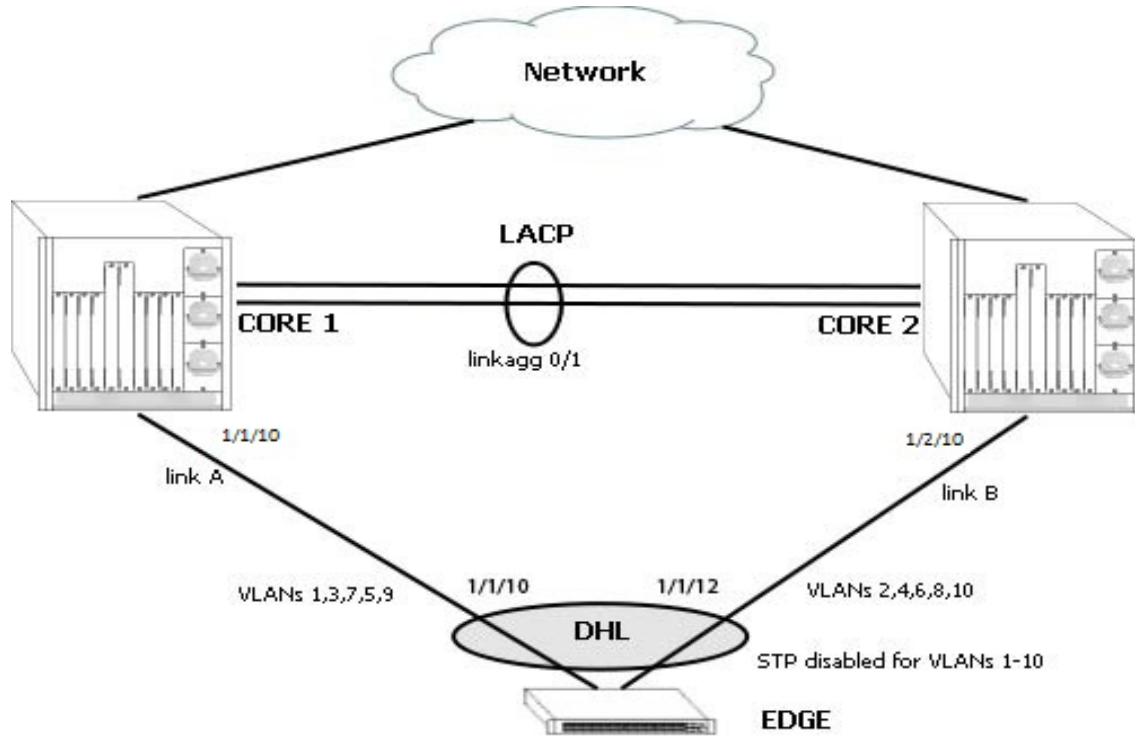 Network
LACP
CORE 1
CORE 2
linkagg 0/1
1/1/10
1/2/10
link A
link B
VLANs 1,3,7,5,9
1/1/10
1/1/12
VLANs 2,4,6,8,10
DHL
STP disabled for VLANs 1-10
EDGE